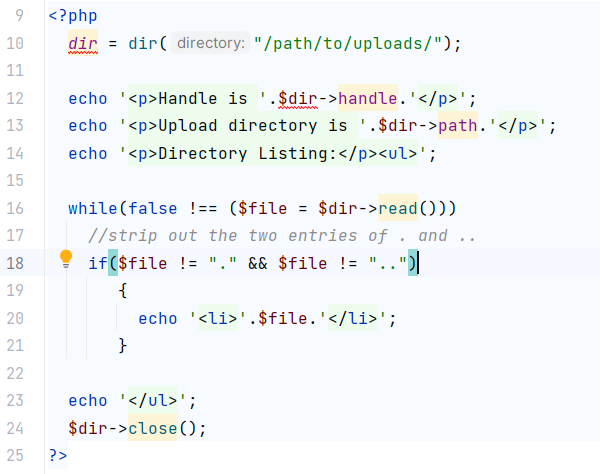 9 <?php
10 dir = dir( directory: "/path/to/uploads/");
11
12 echo '<p>Handle is '.$dir->handle.'</p>';
13 echo '<p>Upload directory is '.$dir->path.'</p>';
14 echo '<p>Directory Listing:</p><ul>';
15
16 while(false !== ($file = $dir->read()))
17 //strip out the two entries of . and ..
18 if($file != "." && $file != "..")
19 {
20 echo '<li>'.$file.'</li>';
21 }
22
23 echo '</ul>';
24 $dir->close();
25 ?>